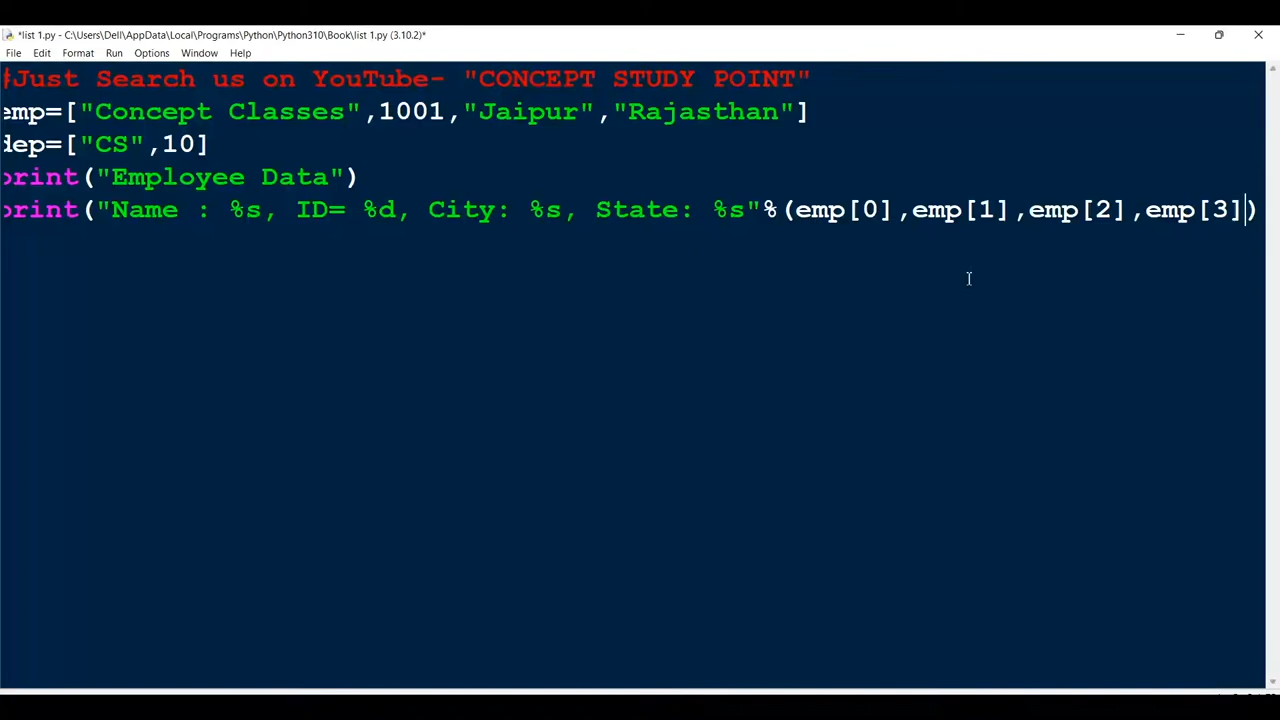 *list 1.py - C:\Users\Dell\AppData\Local\Programs\Python\Python310\Book\list 1.py (3.10.2)*
File Edit Format Run Options Window Help
#Just Search us on YouTube- "CONCEPT STUDY POINT"
emp=["Concept Classes",1001,"Jaipur","Rajasthan"]
dep=["CS",10]
print("Employee Data")
print("Name : %s, ID= %d, City: %s, State: %s"%(emp[0],emp[1],emp[2],emp[3])